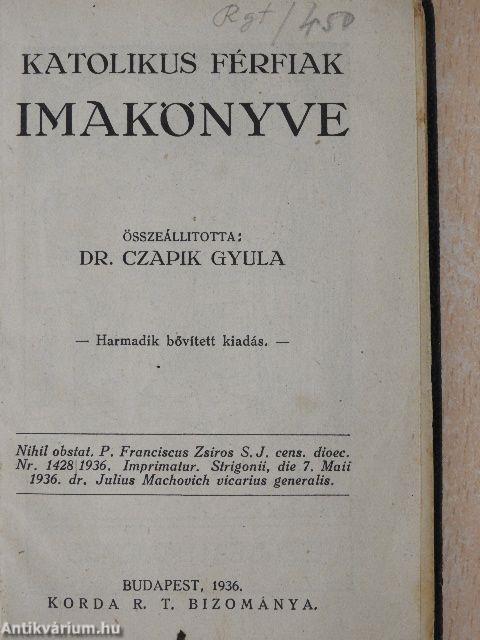 Rgt/450
KATOLIKUS FÉRFIAK
IMAKÖNYVE
ÖSSZEÁLLITOTTA:
DR. CZAPIK GYULA
— Harmadik bővített kiadás. —
Nihil obstat. P. Franciscus Zsiros S. J. cens. dioec.
Nr. 1428 1936. Imprimatur. Strigonii, die 7. Maii
1936. dr. Julius Machovich vicarius generalis.
BUDAPEST, 1936.
KORDA R. T. BIZOMÁNYA.
Antikvárium.hu